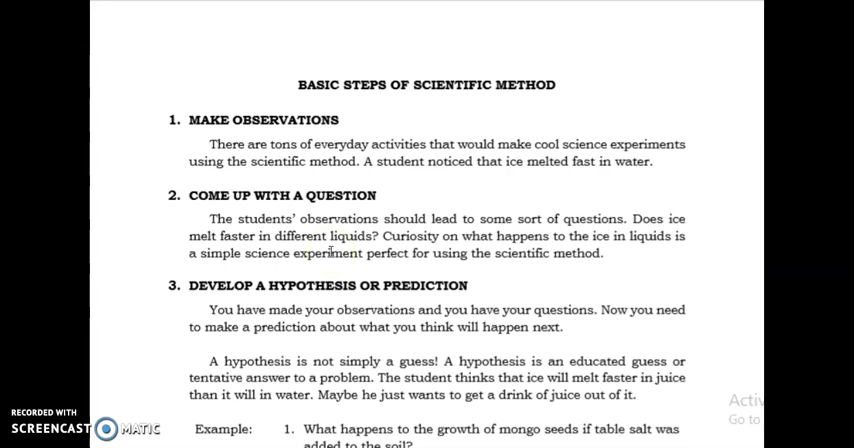 BASIC STEPS OF SCIENTIFIC METHOD
1. MAKE OBSERVATIONS
There are tons of everyday activities that would make cool science experiments
using the scientific method. A student noticed that ice melted fast in water.
2. COME UP WITH A QUESTION
The students' observations should lead to some sort of questions. Does ice
melt faster in different liquids? Curiosity on what happens to the ice in liquids is
a simple science experiment perfect for using the scientific method.
3. DEVELOP A HYPOTHESIS OR PREDICTION
You have made your observations and you have your questions. Now you need
to make a prediction about what you think will happen next.
A hypothesis is not simply a guess! A hypothesis is an educated guess or
tentative answer to a problem. The student thinks that ice will melt faster in juice
than it will in water. Maybe he just wants to get a drink of juice out of it.
Example: 1. What happens to the growth of mongo seeds if table salt was
added to the soil?
Activ
Go to
RECORDED WITH
SCREENCAST MATIC